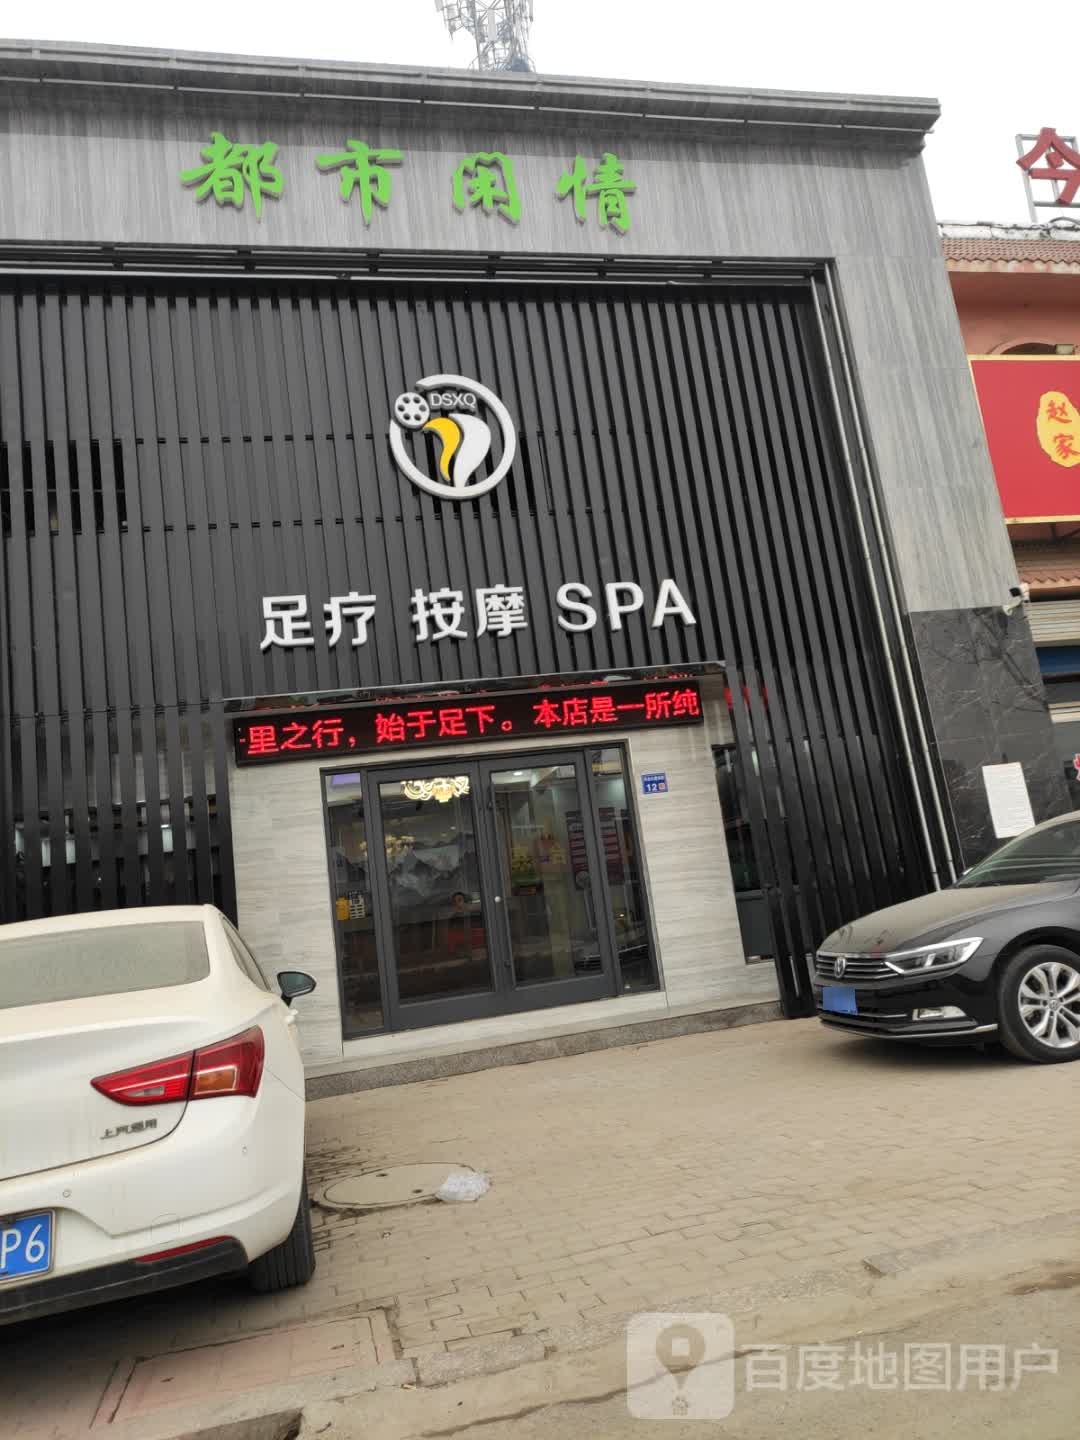 都市闲情
今
DSXQ
赵家
足疗 按摩 SPA
里之行，始于足下。本店是一所纯
12
上汽通用
P6
百度地图用户